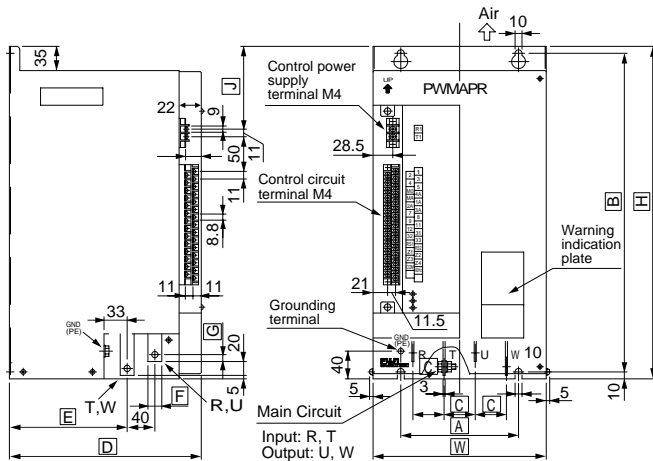 Air
10
35
J
Control power
supply
terminal M4
UP
PWMAPR
22
9
11
50
28.5
R1
T1
11
Control circuit
terminal M4
B
H
8.8
Warning
indication
plate
11
11
21
11.5
33
GND
(PE)
G
20
Grounding
terminal
GND
(PE)
R
T
U
W
10
40
C
5
F
3
5
10
E
T,W
40
R,U
5
C
C
Main Circuit
A
D
Input: R, T
Output: U, W
W